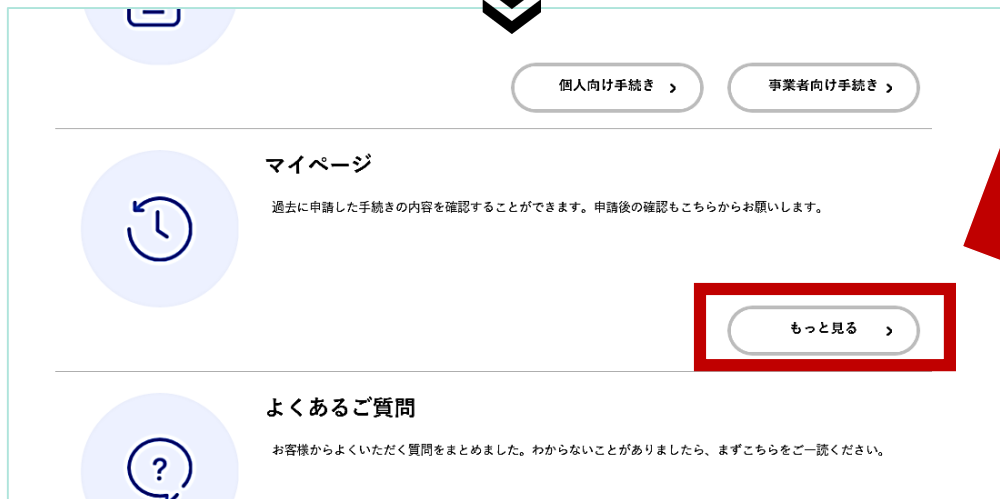 個人向け手続き
事業者向け手続き
マイページ
過去に申請した手続きの内容を確認することができます。申請後の確認もこちらからお願いします。
もっと見る
よくあるご質問
お客様からよくいただく質問をまとめました。わからないことがありましたら、まずこちらをご一読ください。